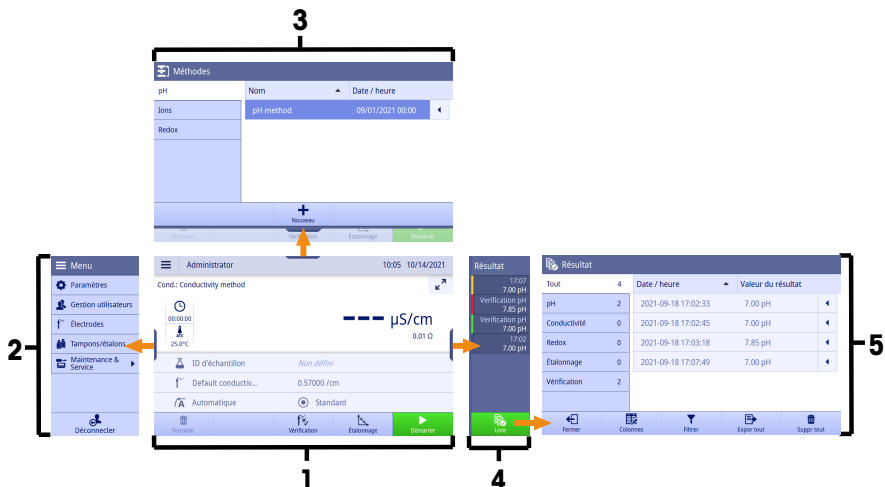 3
Méthodes
pH
Nom
Date / heure
Ions
pH method
09/01/2021 00:00
Redox
Nouveau
Terminer
Vérification
Étalonnage
Démarrer
2
Menu
Paramètres
Gestion utilisateurs
Électrodes
Tampons/étalons
Maintenance & Service
Déconnecter
Administrator
10:05 10/14/2021
Cond.: Conductivity method
00:00:00
ATC
25.0°C
--- µS/cm
0.01 Ω
ID d'échantillon
Non défini
Default conductiv...
0.57000 /cm
Automatique
Standard
Terminer
Vérification
Étalonnage
Démarrer
1
Résultat
17:07
7.00 pH
Verification pH
7.85 pH
Verification pH
7.00 pH
17:02
7.00 pH
Liste
4
Résultat
Tout 4
Date / heure
Valeur du résultat
pH 2
2021-09-18 17:02:33
7.00 pH
Conductivité 0
2021-09-18 17:02:45
7.00 pH
Redox 0
2021-09-18 17:03:18
7.85 pH
Étalonnage 0
2021-09-18 17:07:49
7.00 pH
Vérification 2
Fermer
Colonnes
Filtrer
Expor tout
Suppr tout
5